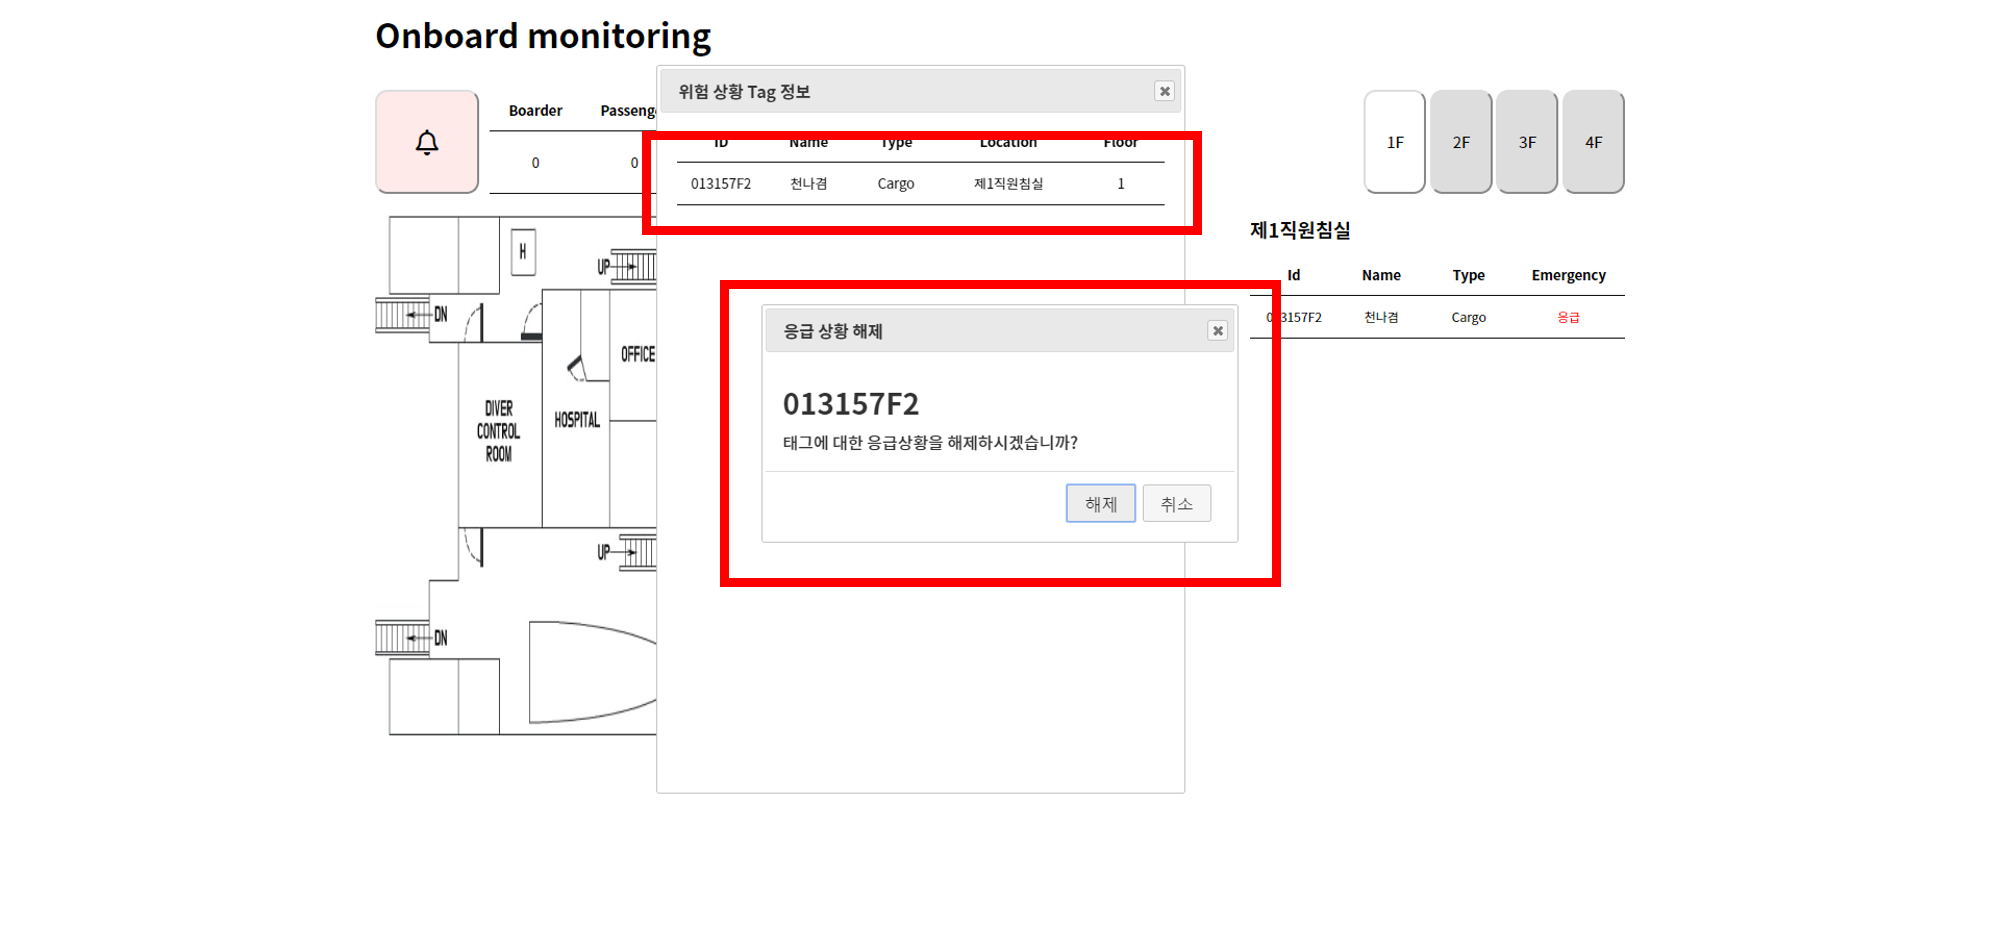 Onboard monitoring
위험 상황 Tag 정보
Boarder
0
0
ID Name Type Location Floor
013157F2 천나겸 Cargo 제1직원침실 1
1F 2F 3F 4F
제1직원침실
Id Name Type Emergency
천나겸 Cargo 응급
응급 상황 해제
013157F2
태그에 대한 응급상황을 해제하시겠습니까?
해제 취소
H
UP
DN
OFFICE
DIVER
CONTROL
ROOM
HOSPITAL
UP
DN